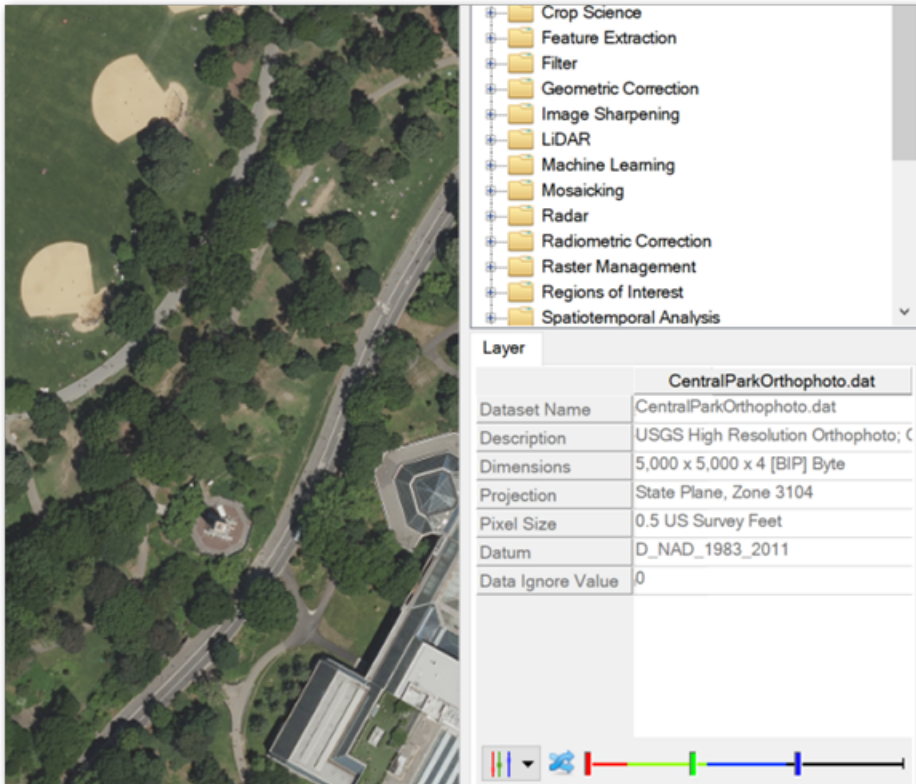 Crop Science
Feature Extraction
Filter
Geometric Correction
Image Sharpening
LiDAR
Machine Learning
Mosaicking
Radar
Radiometric Correction
Raster Management
Regions of Interest
Spatiotemporal Analysis
Layer
CentralParkOrthophoto.dat
Dataset Name CentralParkOrthophoto.dat
Description USGS High Resolution Orthophoto;
Dimensions 5,000 x 5,000 x 4 [BIP] Byte
Projection State Plane, Zone 3104
Pixel Size 0.5 US Survey Feet
Datum D_NAD_1983_2011
Data Ignore Value 0